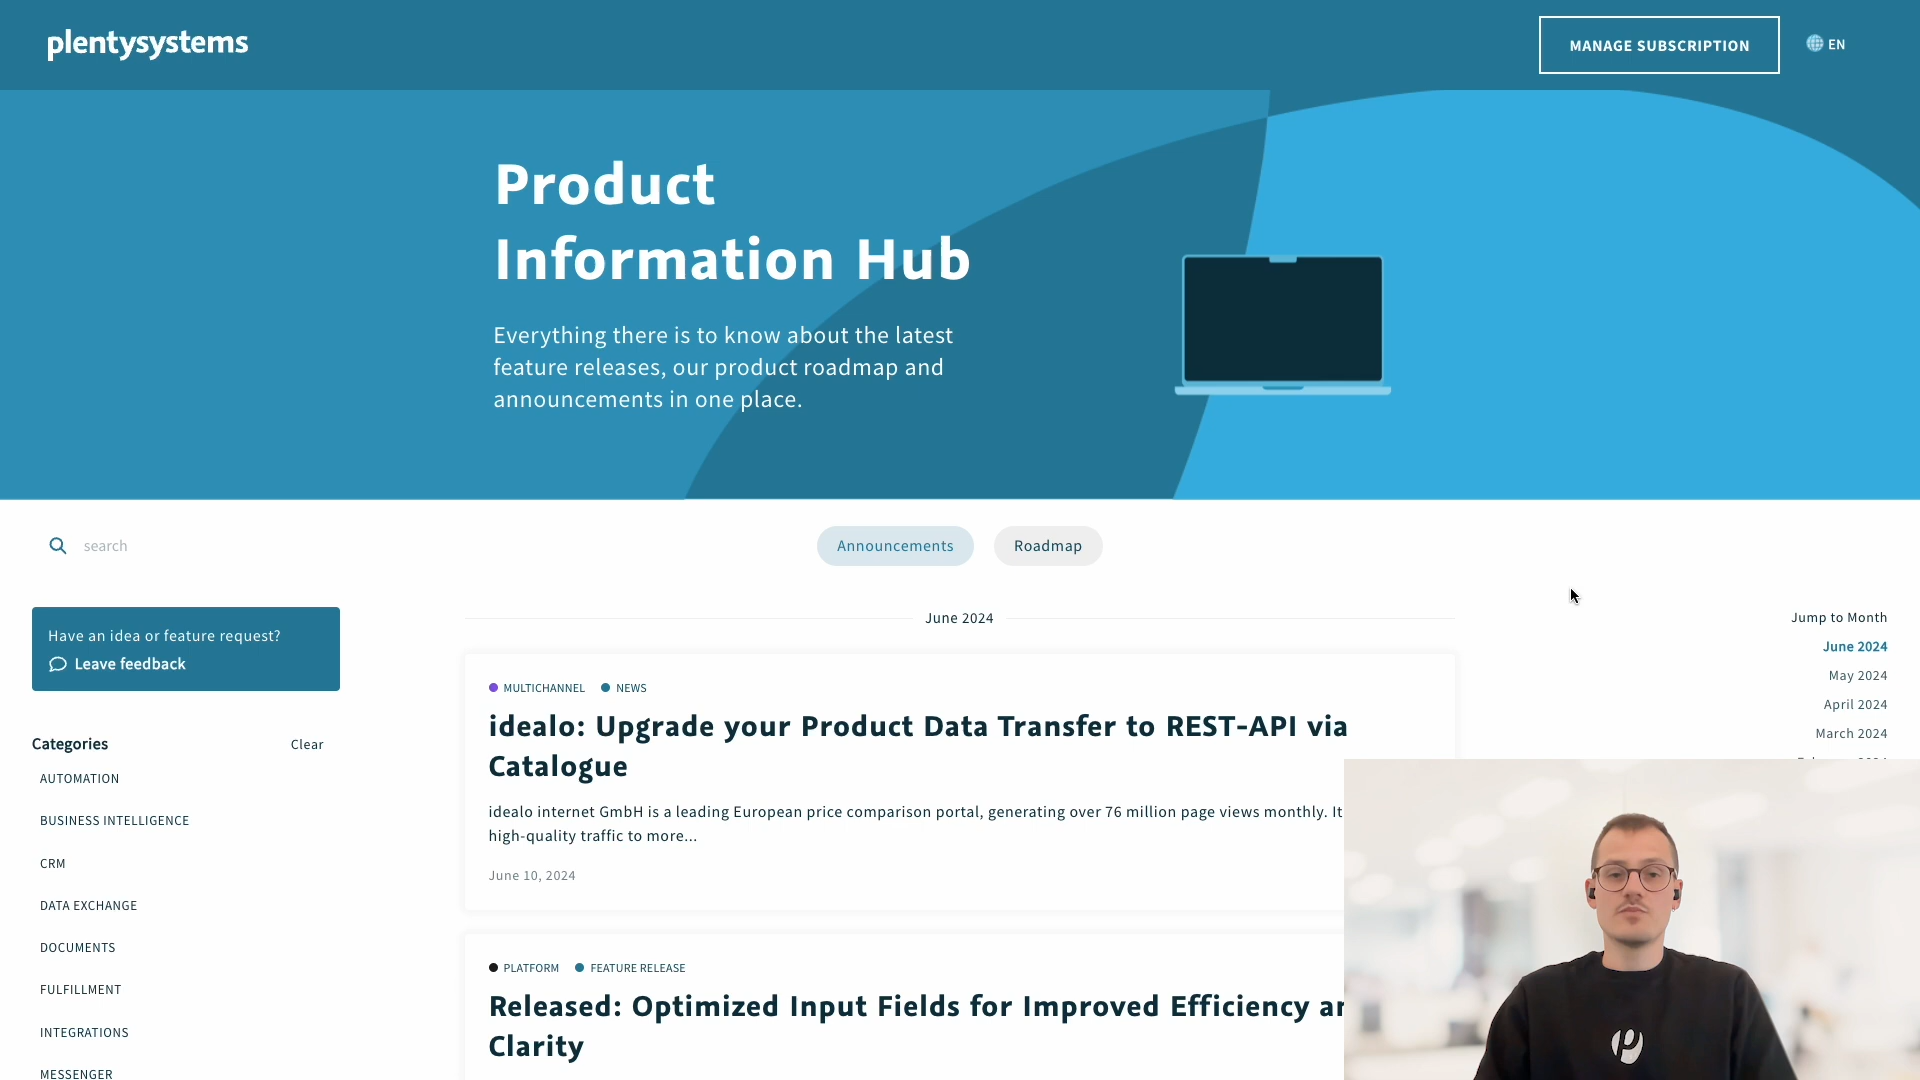 plentysystems
MANAGE SUBSCRIPTION
EN
Product
Information Hub
Everything there is to know about the latest
feature releases, our product roadmap and
announcements in one place.
search
Announcements
Roadmap
Have an idea or feature request?
Leave feedback
Categories
Clear
AUTOMATION
BUSINESS INTELLIGENCE
CRM
DATA EXCHANGE
DOCUMENTS
FULFILLMENT
INTEGRATIONS
MESSENGER
June 2024
MULTICHANNEL
NEWS
idealo: Upgrade your Product Data Transfer to REST-API via
Catalogue
idealo internet GmbH is a leading European price comparison portal, generating over 76 million page views monthly. It
high-quality traffic to more...
June 10, 2024
PLATFORM
FEATURE RELEASE
Released: Optimized Input Fields for Improved Efficiency
Clarity
Jump to Month
June 2024
May 2024
April 2024
March 2024